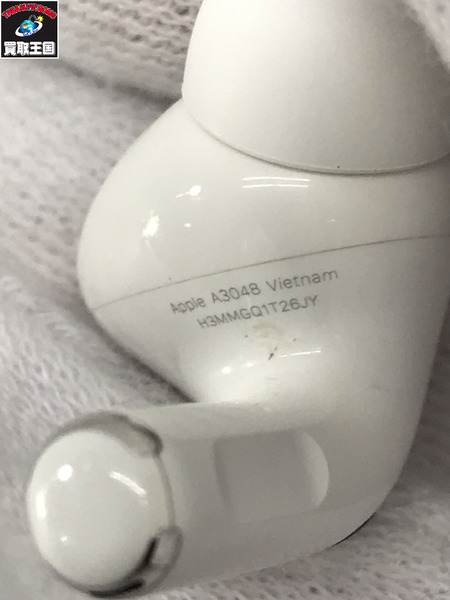 買取王国
Apple A3048 Vietnam
H3MMGQ1T26JY